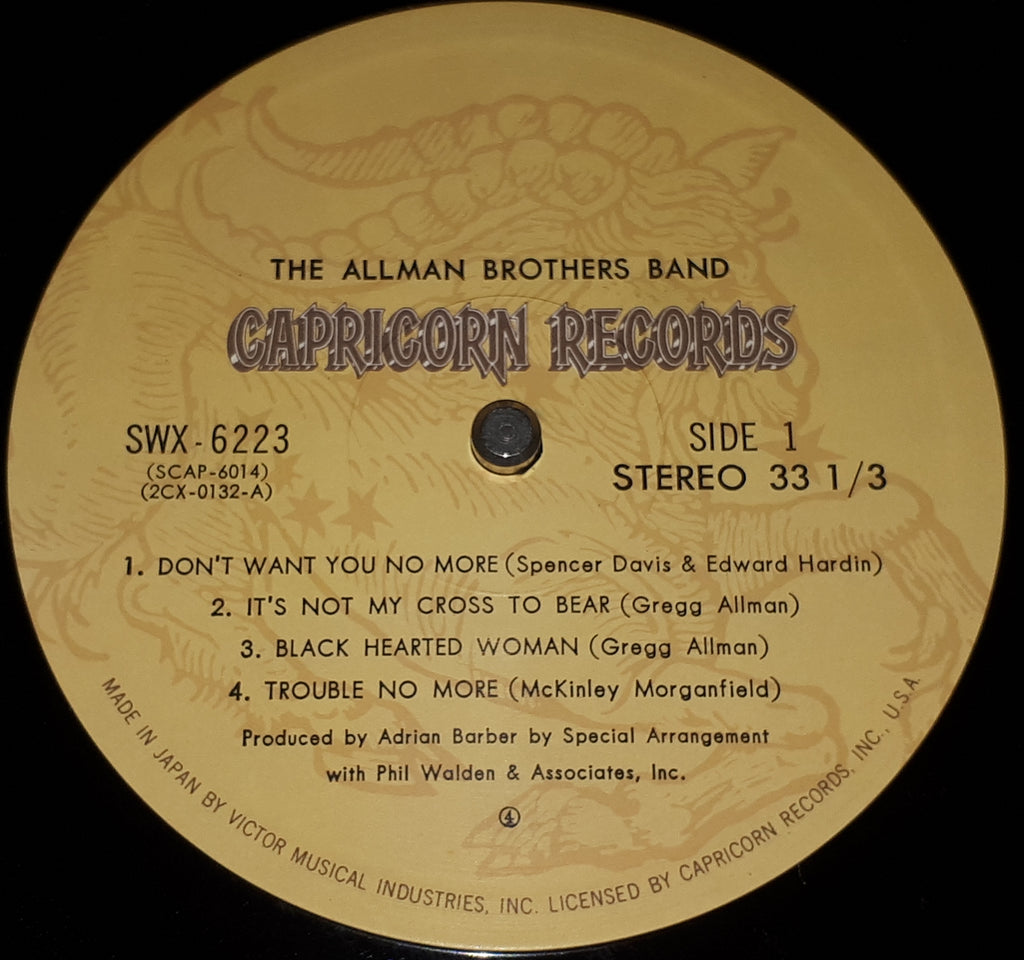 THE ALLMAN BROTHERS BAND
CAPRICORN RECORDS
SWX-6223
(SCAP-6014)
(2CX-0132-A)
SIDE 1
STEREO 33 1/3
1. DON'T WANT YOU NO MORE (Spencer Davis & Edward Hardin)
2. IT'S NOT MY CROSS TO BEAR (Gregg Allman)
3. BLACK HEARTED WOMAN (Gregg Allman)
4. TROUBLE NO MORE (McKinley Morganfield)
Produced by Adrian Barber by Special Arrangement
with Phil Walden & Associates, Inc.
④
MADE IN JAPAN BY VICTOR MUSICAL INDUSTRIES, INC. LICENSED BY CAPRICORN RECORDS, INC., U.S.A.